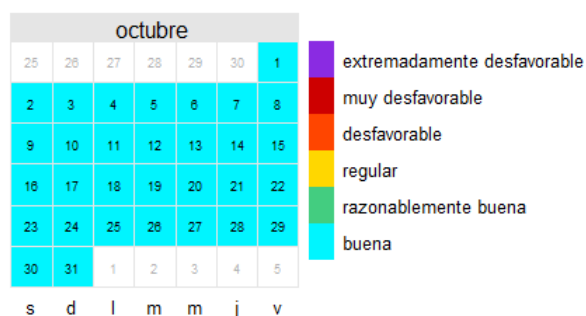 octubre
25 26 27 28 29 30 1
2 3 4 5 6 7 8
9 10 11 12 13 14 15
16 17 18 19 20 21 22
23 24 25 26 27 28 29
30 31 1 2 3 4 5
s d l m m j v
extremadamente desfavorable
muy desfavorable
desfavorable
regular
razonablemente buena
buena